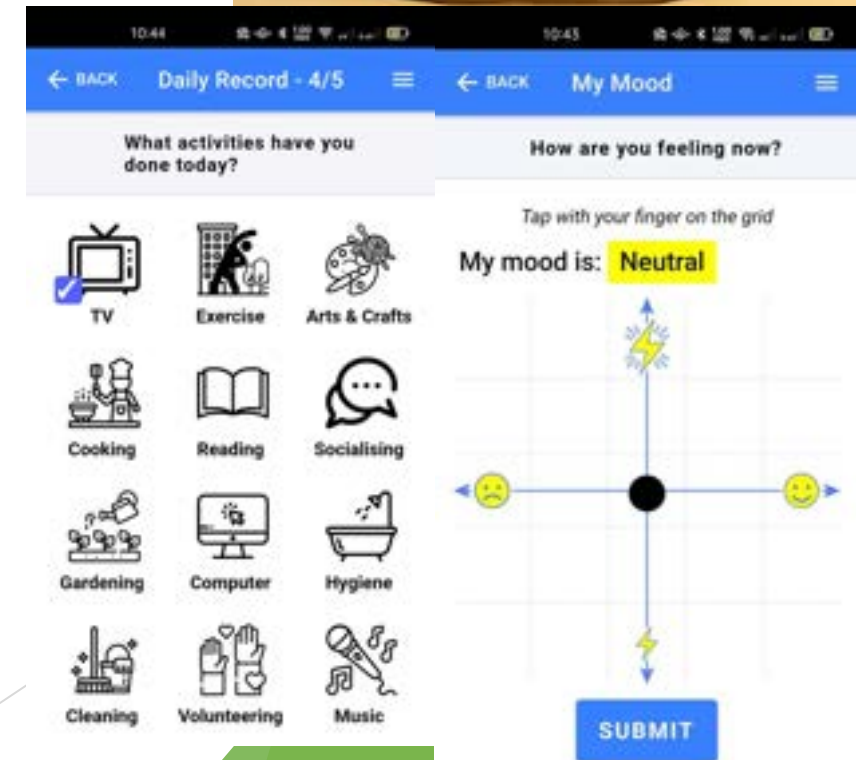 10:44
← BACK Daily Record - 4/5
What activities have you
done today?
TV Exercise Arts & Crafts
Cooking Reading Socialising
Gardening Computer Hygiene
Cleaning Volunteering Music
10:45
← BACK My Mood
How are you feeling now?
Tap with your finger on the grid
My mood is: Neutral
SUBMIT